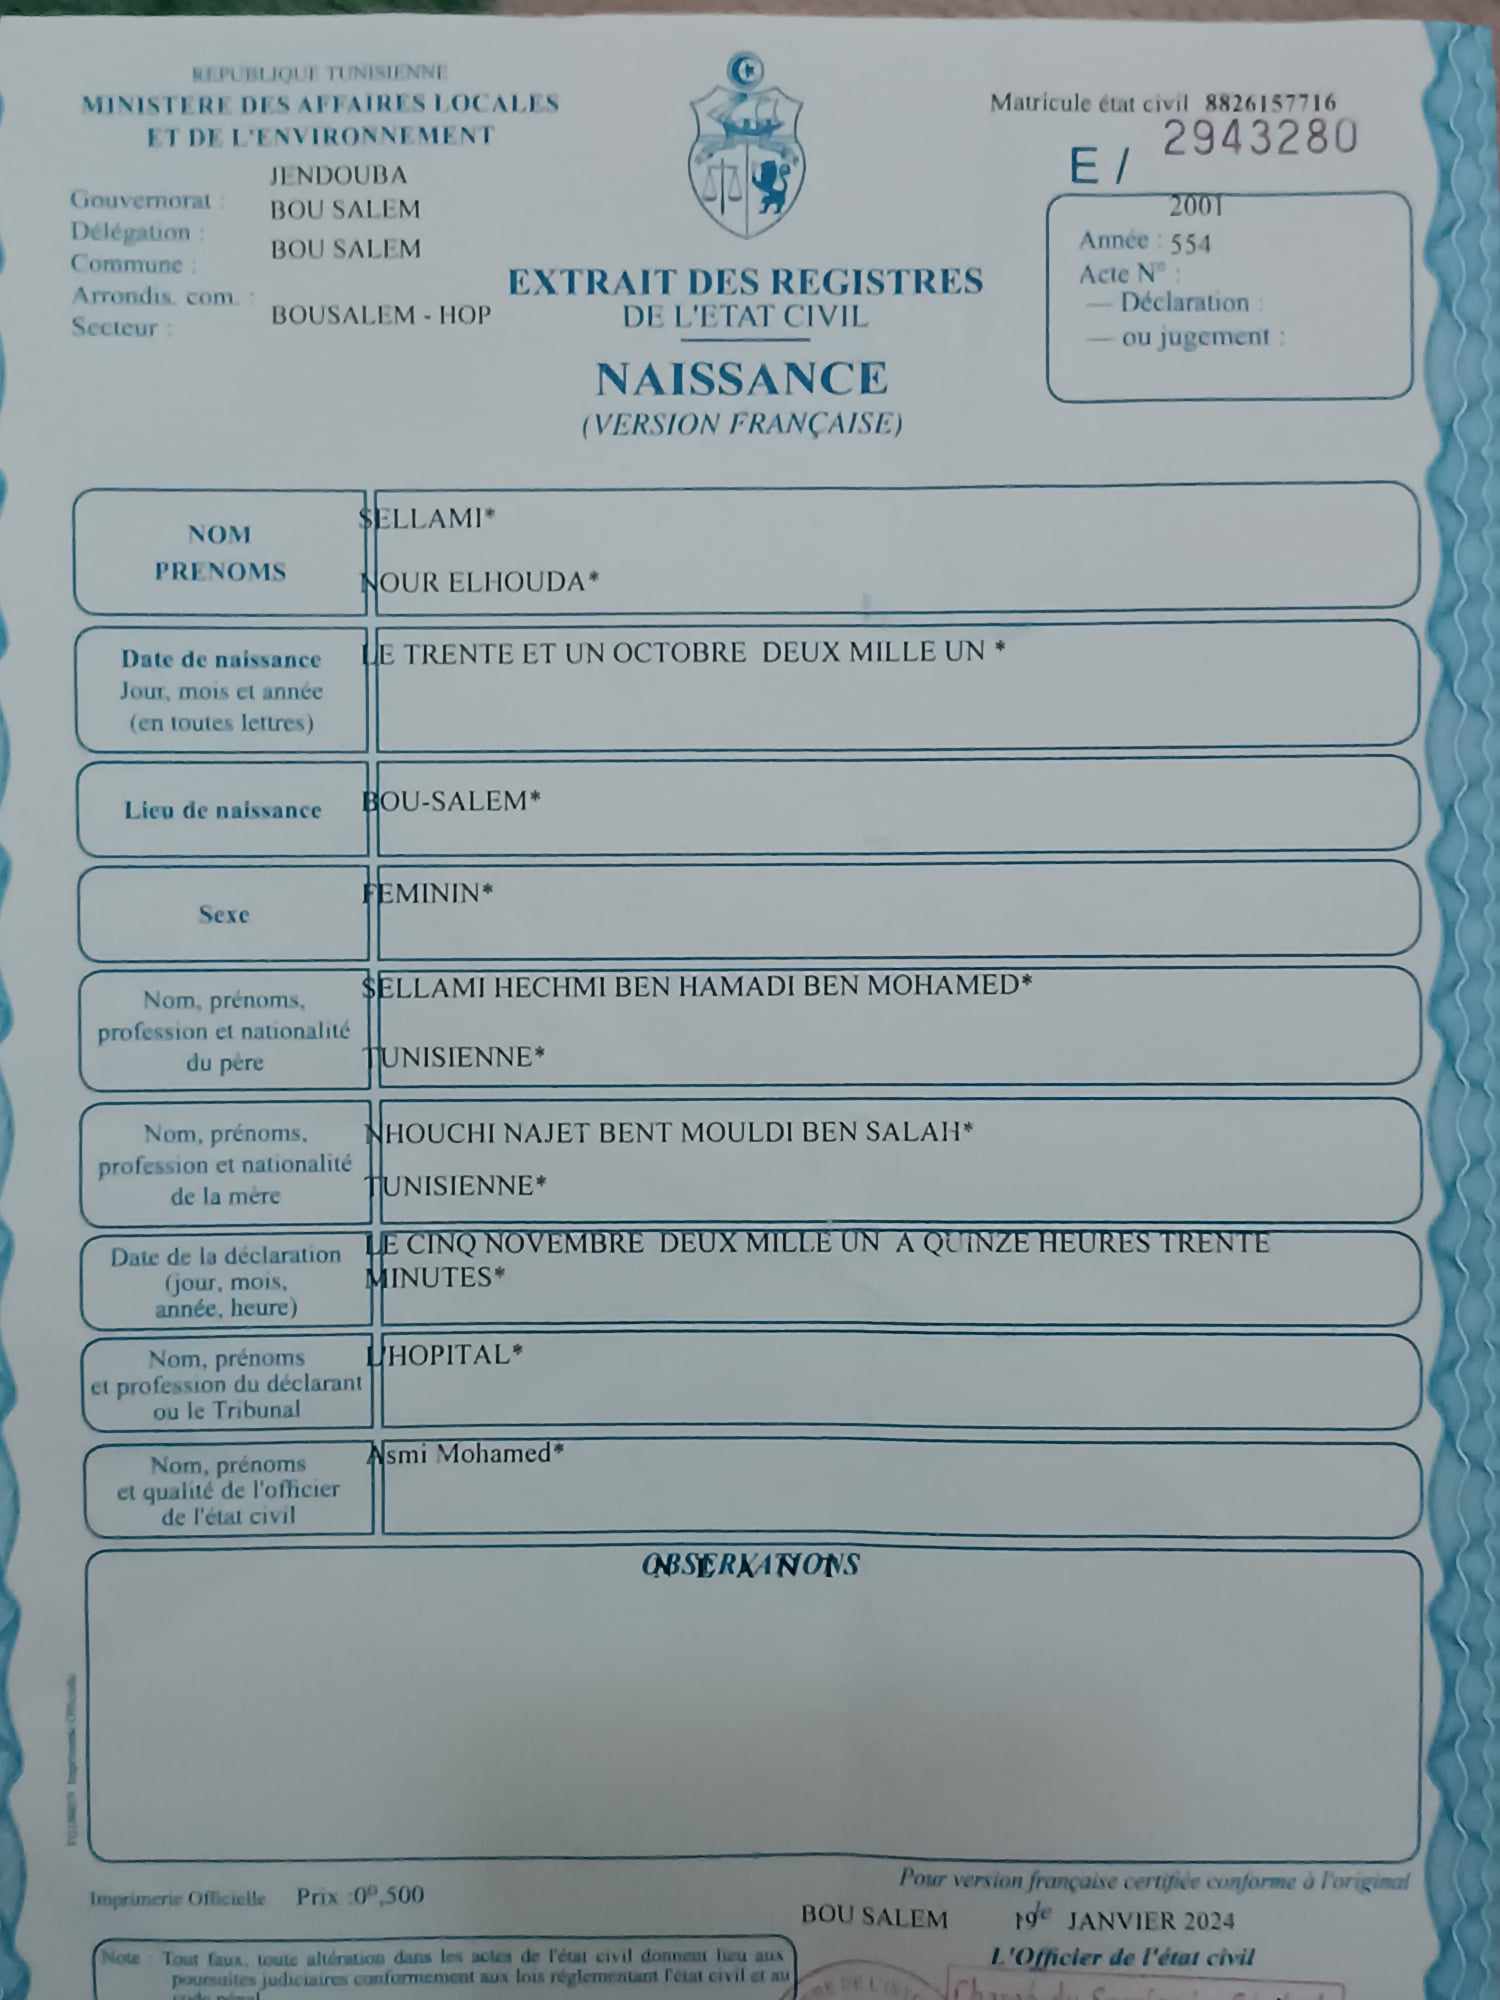 REPUBLIQUE TUNISIENNE
MINISTERE DES AFFAIRES LOCALES
ET DE L'ENVIRONNEMENT
Gouvernorat : JENDOUBA
Délégation : BOU SALEM
Commune : BOU SALEM
Arrondis. com. :
Secteur : BOUSALEM - HOP
Matricule état civil 8826157716
E / 2943280
2001
Année : 554
Acte N° :
— Déclaration :
— ou jugement :
EXTRAIT DES REGISTRES
DE L'ETAT CIVIL
NAISSANCE
(VERSION FRANÇAISE)
NOM
PRENOMS
SELLAMI*
NOUR ELHOUDA*
Date de naissance
Jour, mois et année
(en toutes lettres)
LE TRENTE ET UN OCTOBRE DEUX MILLE UN *
Lieu de naissance
BOU-SALEM*
Sexe
FEMININ*
Nom, prénoms,
profession et nationalité
du père
SELLAMI HECHMI BEN HAMADI BEN MOHAMED*
TUNISIENNE*
Nom, prénoms,
profession et nationalité
de la mère
NHOUCHI NAJET BENT MOULDI BEN SALAH*
TUNISIENNE*
Date de la déclaration
(jour, mois,
année, heure)
LE CINQ NOVEMBRE DEUX MILLE UN A QUINZE HEURES TRENTE
MINUTES*
Nom, prénoms
et profession du déclarant
ou le Tribunal
L'HOPITAL*
Nom, prénoms
et qualité de l'officier
de l'état civil
Asmi Mohamed*
OBSERVATIONS
N E A N T
Imprimerie Officielle Prix :0ᴰ,500
Pour version française certifiée conforme à l'original
BOU SALEM le 19 JANVIER 2024
L'Officier de l'état civil
Note : Tout faux, toute altération dans les actes de l'état civil donnent lieu aux
poursuites judiciaires conformement aux lois réglementant l'état civil et au
code pénal